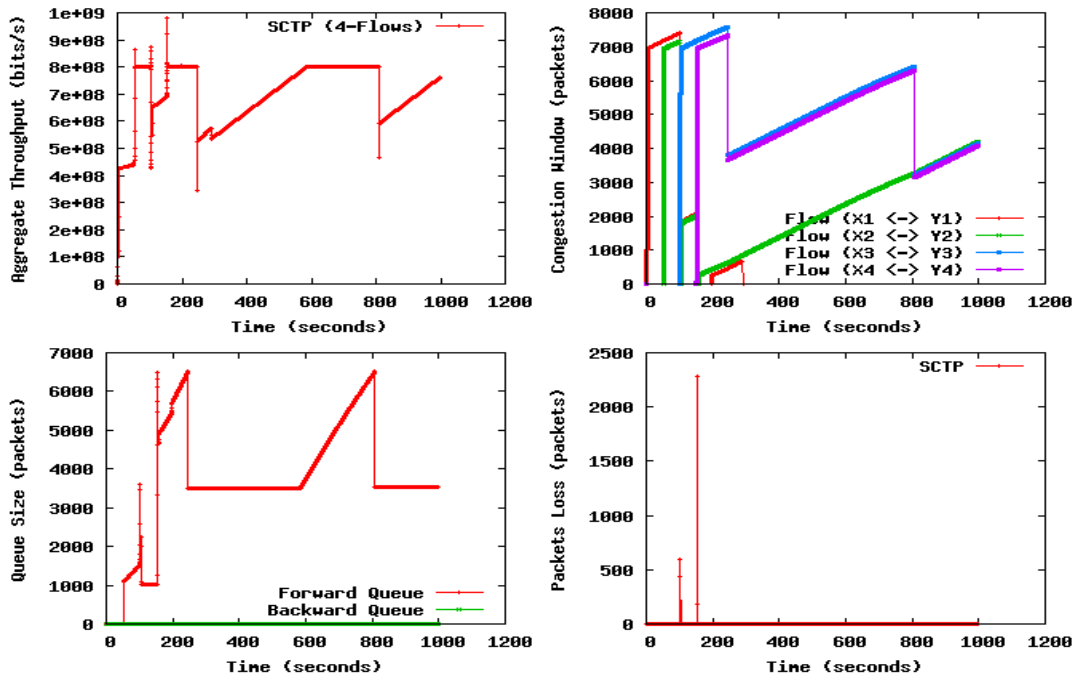 Aggregate Throughput (bits/s)
1e+09
9e+08
8e+08
7e+08
6e+08
5e+08
4e+08
3e+08
2e+08
1e+08
0
SCTP (4-Flows)
0 200 400 600 800 1000 1200
Time (seconds)
Congestion Window (packets)
8000
7000
6000
5000
4000
3000
2000
1000
0
Flow (X1 <-> Y1)
Flow (X2 <-> Y2)
Flow (X3 <-> Y3)
Flow (X4 <-> Y4)
0 200 400 600 800 1000 1200
Time (seconds)
Queue Size (packets)
7000
6000
5000
4000
3000
2000
1000
0
Forward Queue
Backward Queue
0 200 400 600 800 1000 1200
Time (seconds)
Packets Loss (packets)
2500
2000
1500
1000
500
0
SCTP
0 200 400 600 800 1000 1200
Time (seconds)